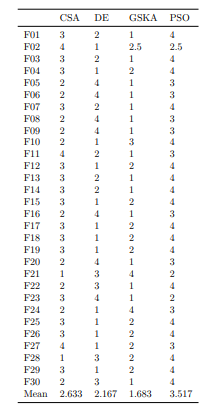 CSA DE GSKA PSO
F01 3 2 1 4
F02 4 1 2.5 2.5
F03 3 2 1 4
F04 3 1 2 4
F05 2 4 1 3
F06 2 4 1 3
F07 3 2 1 4
F08 2 4 1 3
F09 2 4 1 3
F10 2 1 3 4
F11 4 2 1 3
F12 3 1 2 4
F13 3 2 1 4
F14 3 2 1 4
F15 3 1 2 4
F16 2 4 1 3
F17 3 1 2 4
F18 3 1 2 4
F19 3 1 2 4
F20 2 4 1 3
F21 1 3 4 2
F22 2 3 1 4
F23 3 4 1 2
F24 2 1 4 3
F25 3 1 2 4
F26 3 1 2 4
F27 4 1 2 3
F28 1 3 2 4
F29 3 1 2 4
F30 2 3 1 4
Mean 2.633 2.167 1.683 3.517